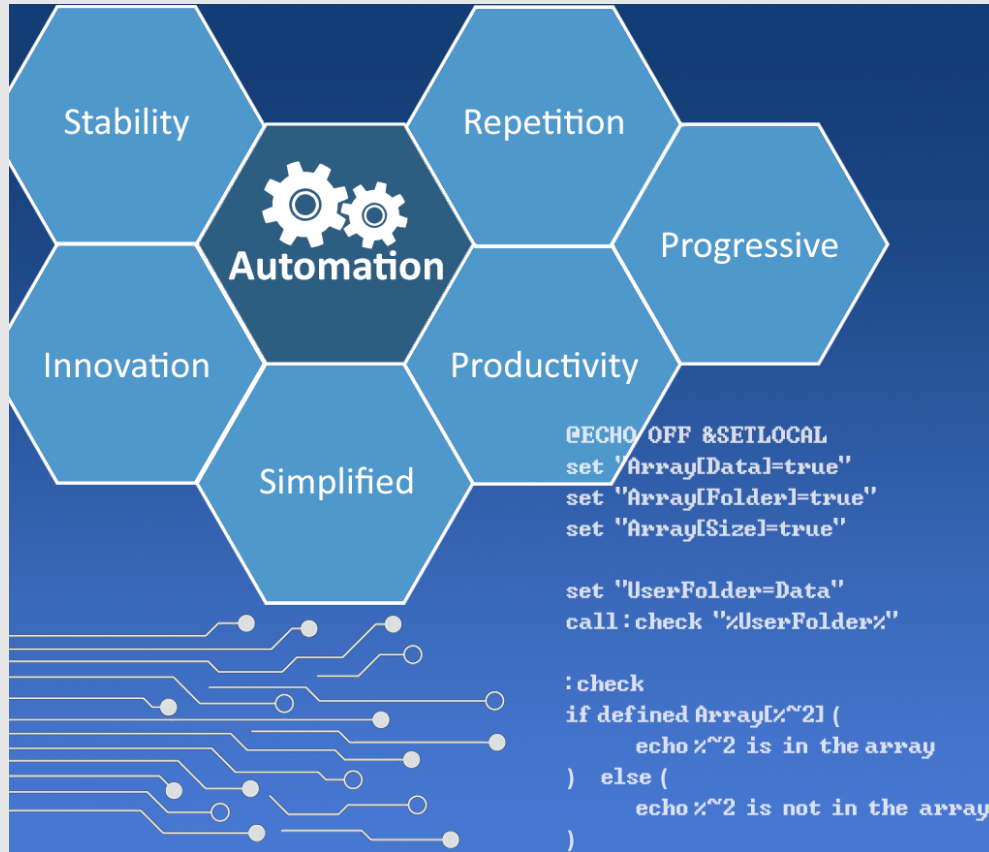 Stability
Repetition
Automation
Progressive
Innovation
Productivity
Simplified
@ECHO OFF &SETLOCAL
set "Array[Data]=true"
set "Array[Folder]=true"
set "Array[Size]=true"
set "UserFolder=Data"
call:check "%UserFolder%"
:check
if defined Array[%~2] (
echo %~2 is in the array
) else (
echo %~2 is not in the array
)